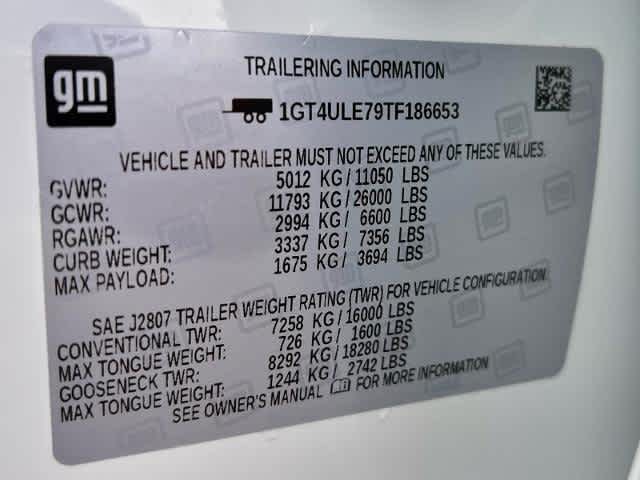 gm
TRAILERING INFORMATION
1GT4ULE79TF186653
VEHICLE AND TRAILER MUST NOT EXCEED ANY OF THESE VALUES.
GVWR: 5012 KG/ 11050 LBS
GCWR: 11793 KG/ 26000 LBS
RGAWR: 2994 KG/ 6600 LBS
CURB WEIGHT: 3337 KG/ 7356 LBS
MAX PAYLOAD: 1675 KG/ 3694 LBS
SAE J2807 TRAILER WEIGHT RATING (TWR) FOR VEHICLE CONFIGURATION.
CONVENTIONAL TWR: 7258 KG/ 16000 LBS
MAX TONGUE WEIGHT: 726 KG/ 1600 LBS
GOOSENECK TWR: 8292 KG/ 18280 LBS
MAX TONGUE WEIGHT: 1244 KG/ 2742 LBS
SEE OWNER'S MANUAL FOR MORE INFORMATION